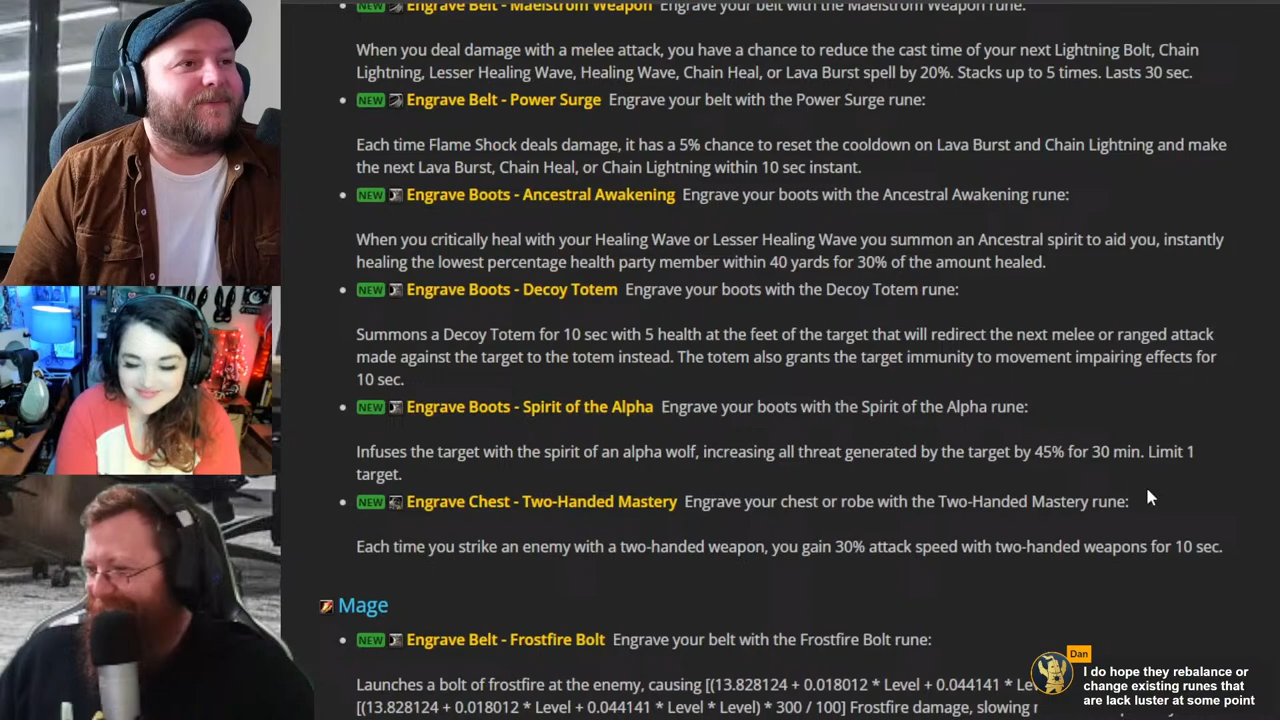 NEW Engrave Belt - Maelstrom Weapon Engrave your belt with the Maelstrom Weapon rune:
When you deal damage with a melee attack, you have a chance to reduce the cast time of your next Lightning Bolt, Chain
Lightning, Lesser Healing Wave, Healing Wave, Chain Heal, or Lava Burst spell by 20%. Stacks up to 5 times. Lasts 30 sec.
NEW Engrave Belt - Power Surge Engrave your belt with the Power Surge rune:
Each time Flame Shock deals damage, it has a 5% chance to reset the cooldown on Lava Burst and Chain Lightning and make
the next Lava Burst, Chain Heal, or Chain Lightning within 10 sec instant.
NEW Engrave Boots - Ancestral Awakening Engrave your boots with the Ancestral Awakening rune:
When you critically heal with your Healing Wave or Lesser Healing Wave you summon an Ancestral spirit to aid you, instantly
healing the lowest percentage health party member within 40 yards for 30% of the amount healed.
NEW Engrave Boots - Decoy Totem Engrave your boots with the Decoy Totem rune:
Summons a Decoy Totem for 10 sec with 5 health at the feet of the target that will redirect the next melee or ranged attack
made against the target to the totem instead. The totem also grants the target immunity to movement impairing effects for
10 sec.
NEW Engrave Boots - Spirit of the Alpha Engrave your boots with the Spirit of the Alpha rune:
Infuses the target with the spirit of an alpha wolf, increasing all threat generated by the target by 45% for 30 min. Limit 1
target.
NEW Engrave Chest - Two-Handed Mastery Engrave your chest or robe with the Two-Handed Mastery rune:
Each time you strike an enemy with a two-handed weapon, you gain 30% attack speed with two-handed weapons for 10 sec.
Mage
NEW Engrave Belt - Frostfire Bolt Engrave your belt with the Frostfire Bolt rune:
Launches a bolt of frostfire at the enemy, causing [(13.828124 + 0.018012 * Level + 0.044141 *
[(13.828124 + 0.018012 * Level + 0.044141 * Level * Level) * 300 / 100] Frostfire damage, slowing
Dan
I do hope they rebalance or
change existing runes that
are lack luster at some point